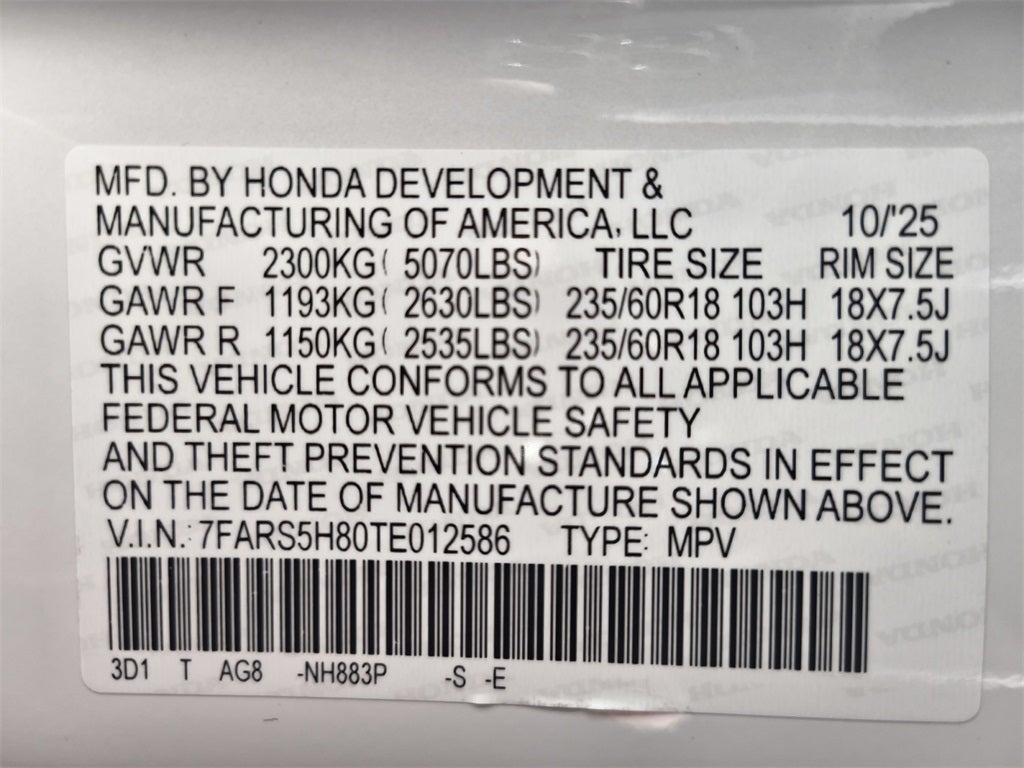 MFD. BY HONDA DEVELOPMENT &
MANUFACTURING OF AMERICA, LLC 10/'25
GVWR 2300KG( 5070LBS) TIRE SIZE RIM SIZE
GAWR F 1193KG( 2630LBS) 235/60R18 103H 18X7.5J
GAWR R 1150KG( 2535LBS) 235/60R18 103H 18X7.5J
THIS VEHICLE CONFORMS TO ALL APPLICABLE
FEDERAL MOTOR VEHICLE SAFETY
AND THEFT PREVENTION STANDARDS IN EFFECT
ON THE DATE OF MANUFACTURE SHOWN ABOVE.
V.I.N.: 7FARS5H80TE012586 TYPE: MPV
3D1 T AG8 -NH883P -S -E